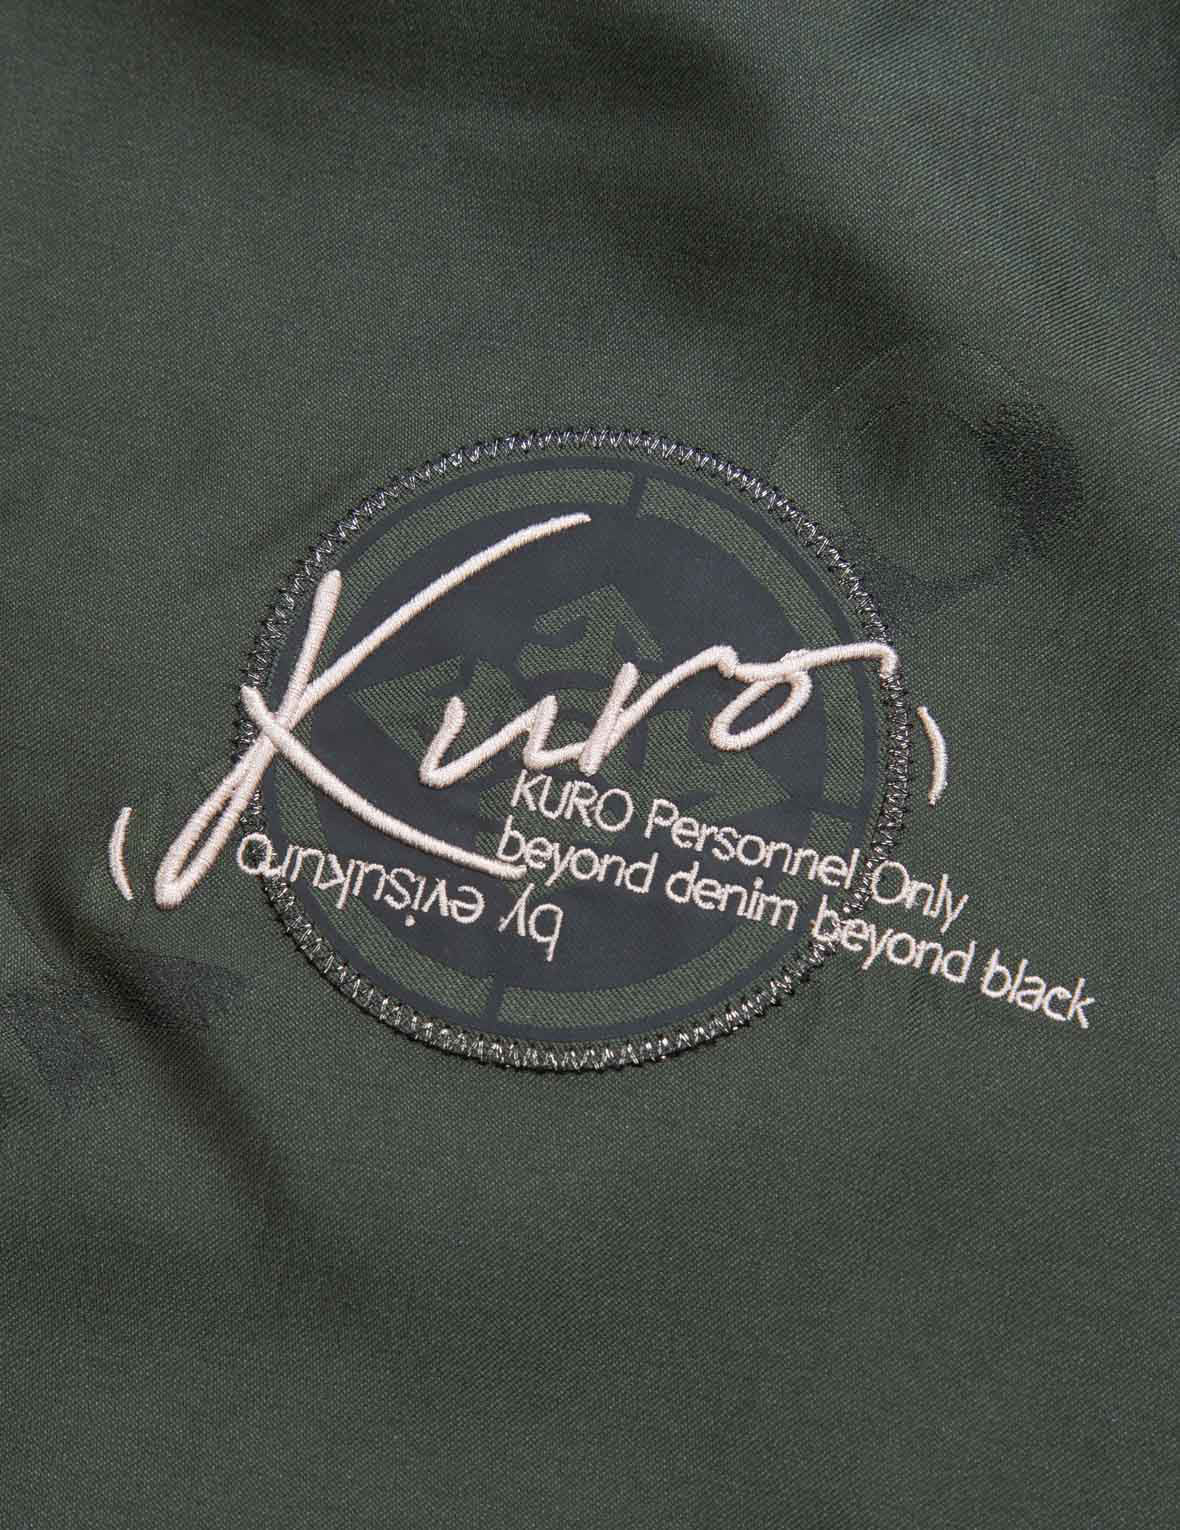 Kuro
KURO Personnel Only
beyond denim beyond black
by evisukuro